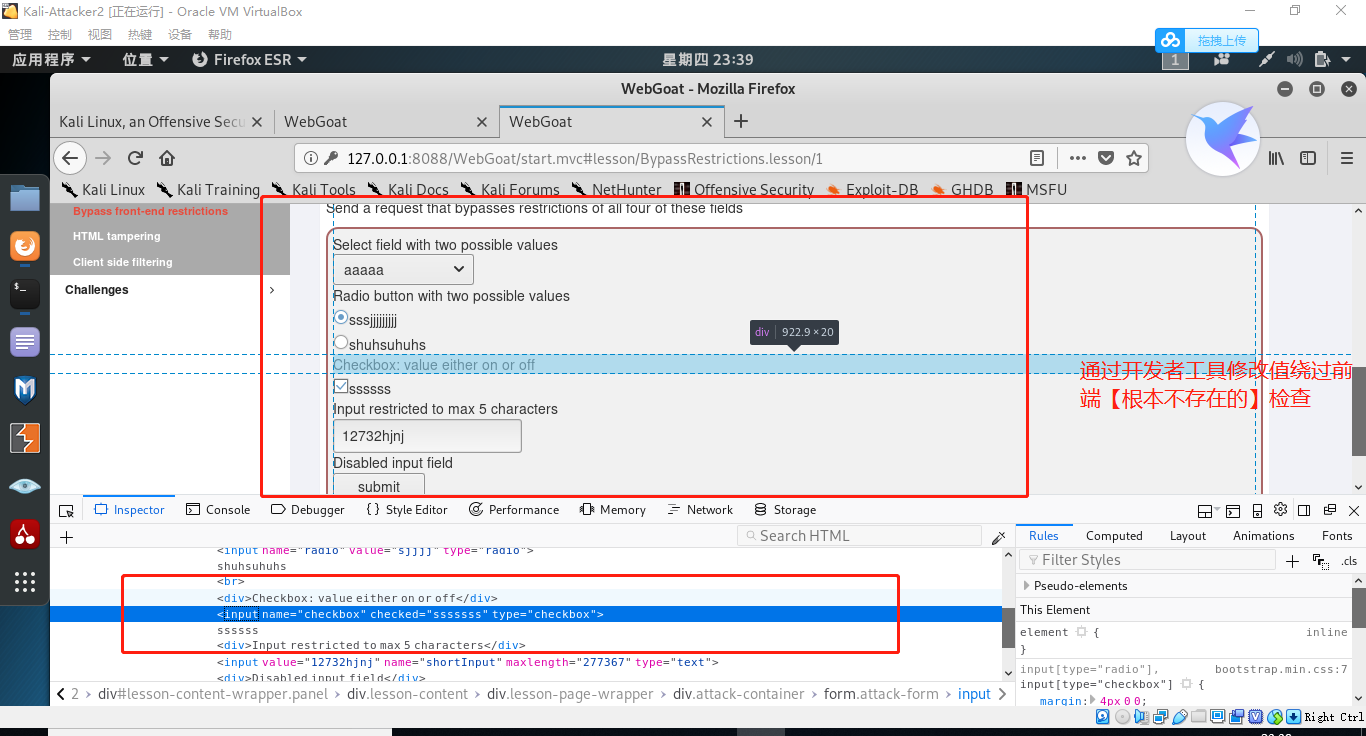 Kali-Attacker2 [正在运行] - Oracle VM VirtualBox
管理 控制 视图 热键 设备 帮助
拖拽上传
应用程序 位置 Firefox ESR 星期四 23:39 1
WebGoat - Mozilla Firefox
Kali Linux, an Offensive Secu WebGoat WebGoat
127.0.0.1:8088/WebGoat/start.mvc#lesson/BypassRestrictions.lesson/1
Kali Linux Kali Training Kali Tools Kali Docs Kali Forums NetHunter Offensive Security Exploit-DB GHDB MSFU
Bypass front-end restrictions
HTML tampering
Client side filtering
Challenges
Send a request that bypasses restrictions of all four of these fields
Select field with two possible values
aaaaa
Radio button with two possible values
sssjjjjjjjjj
shuhsuhuhs
div 922.9 × 20
Checkbox: value either on or off
ssssss
Input restricted to max 5 characters
12732hjnj
Disabled input field
submit
通过开发者工具修改值绕过前
端【根本不存在的】检查
Inspector Console Debugger {} Style Editor Performance Memory Network Storage
Search HTML
<input name="radio" value="sjjjj" type="radio">
shuhsuhuhs
<br>
<div>Checkbox: value either on or off</div>
<input name="checkbox" checked="sssssss" type="checkbox">
ssssss
<div>Input restricted to max 5 characters</div>
<input value="12732hjnj" name="shortInput" maxlength="277367" type="text">
<div>Disabled input field</div>
2 › div#lesson-content-wrapper.panel › div.lesson-content › div.lesson-page-wrapper › div.attack-container › form.attack-form › input
Rules Computed Layout Animations Fonts
Filter Styles .cls
Pseudo-elements
This Element
element { inline
}
input[type="radio"], bootstrap.min.css:7
input[type="checkbox"] {
margin: 4px 0 0;
Right Ctrl